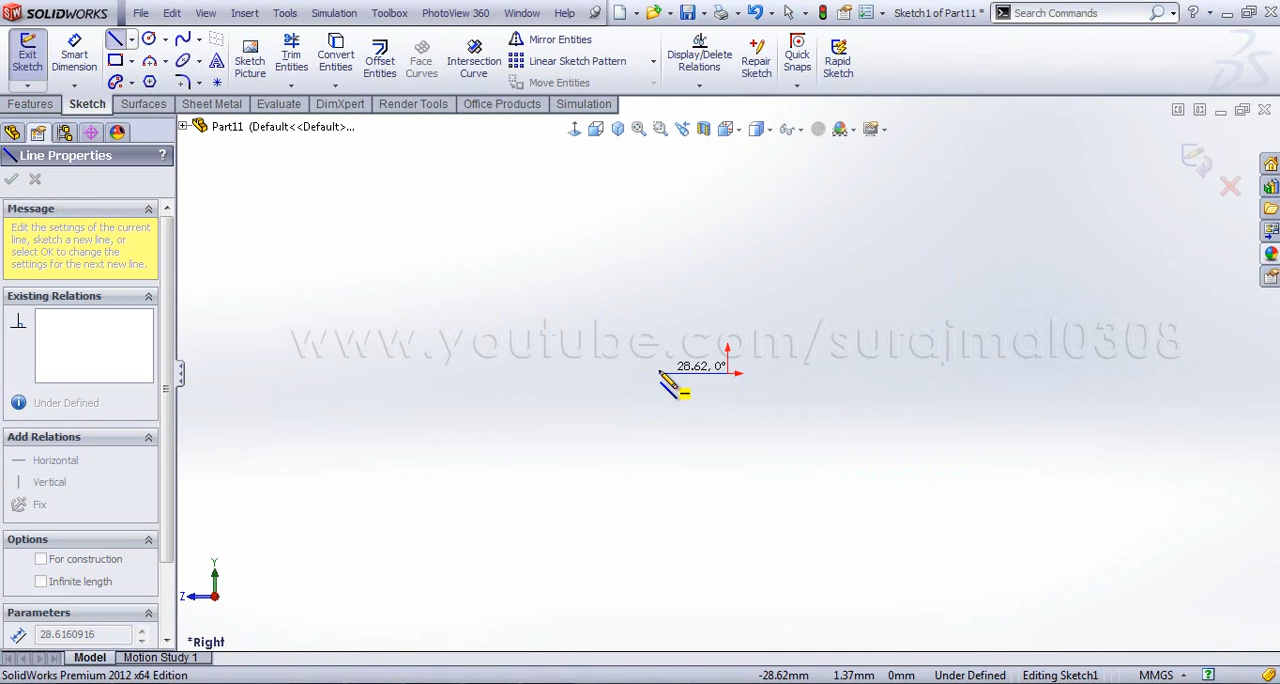 SOLIDWORKS File Edit View Insert Tools Simulation Toolbox PhotoView 360 Window Help Sketch1 of Part11 * Search Commands
Exit Sketch
Smart Dimension
Sketch Picture
Trim Entities
Convert Entities
Offset Entities
Face Curves
Intersection Curve
Mirror Entities
Linear Sketch Pattern
Move Entities
Display/Delete Relations
Repair Sketch
Quick Snaps
Rapid Sketch
Features Sketch Surfaces Sheet Metal Evaluate DimXpert Render Tools Office Products Simulation
Part11 (Default<<Default>...
Line Properties ?
Message
Edit the settings of the current
line, sketch a new line, or
select OK to change the
settings for the next new line.
Existing Relations
Under Defined
Add Relations
Horizontal
Vertical
Fix
Options
For construction
Infinite length
Parameters
28.6160916
www.youtube.com/surajmal0308
28.62, 0°
Y
Z
*Right
Model Motion Study 1
SolidWorks Premium 2012 x64 Edition -28.62mm 1.37mm 0mm Under Defined Editing Sketch1 MMGS ?